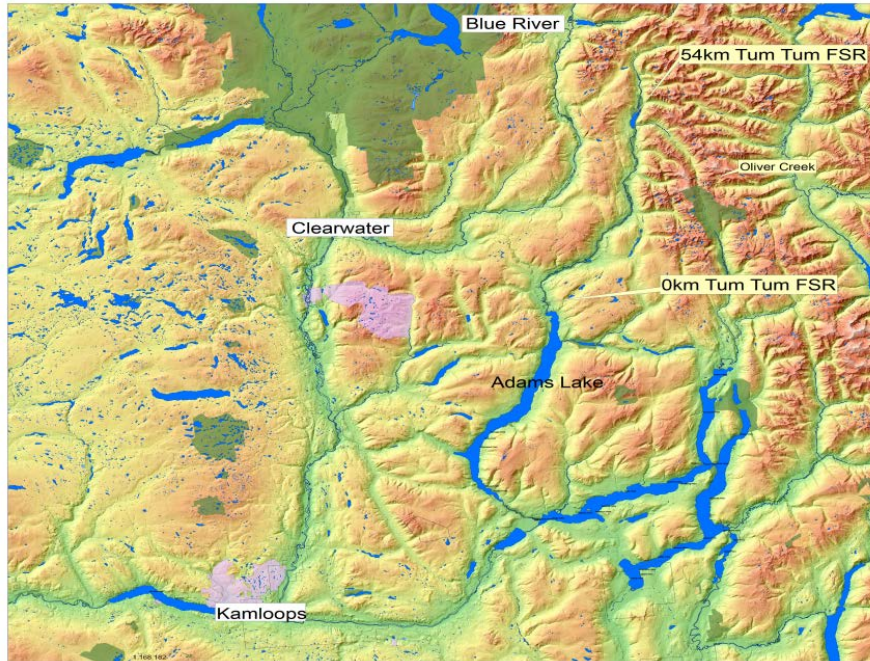 Blue River
54km Tum Tum FSR
Oliver Creek
Clearwater
0km Tum Tum FSR
Adams Lake
Kamloops